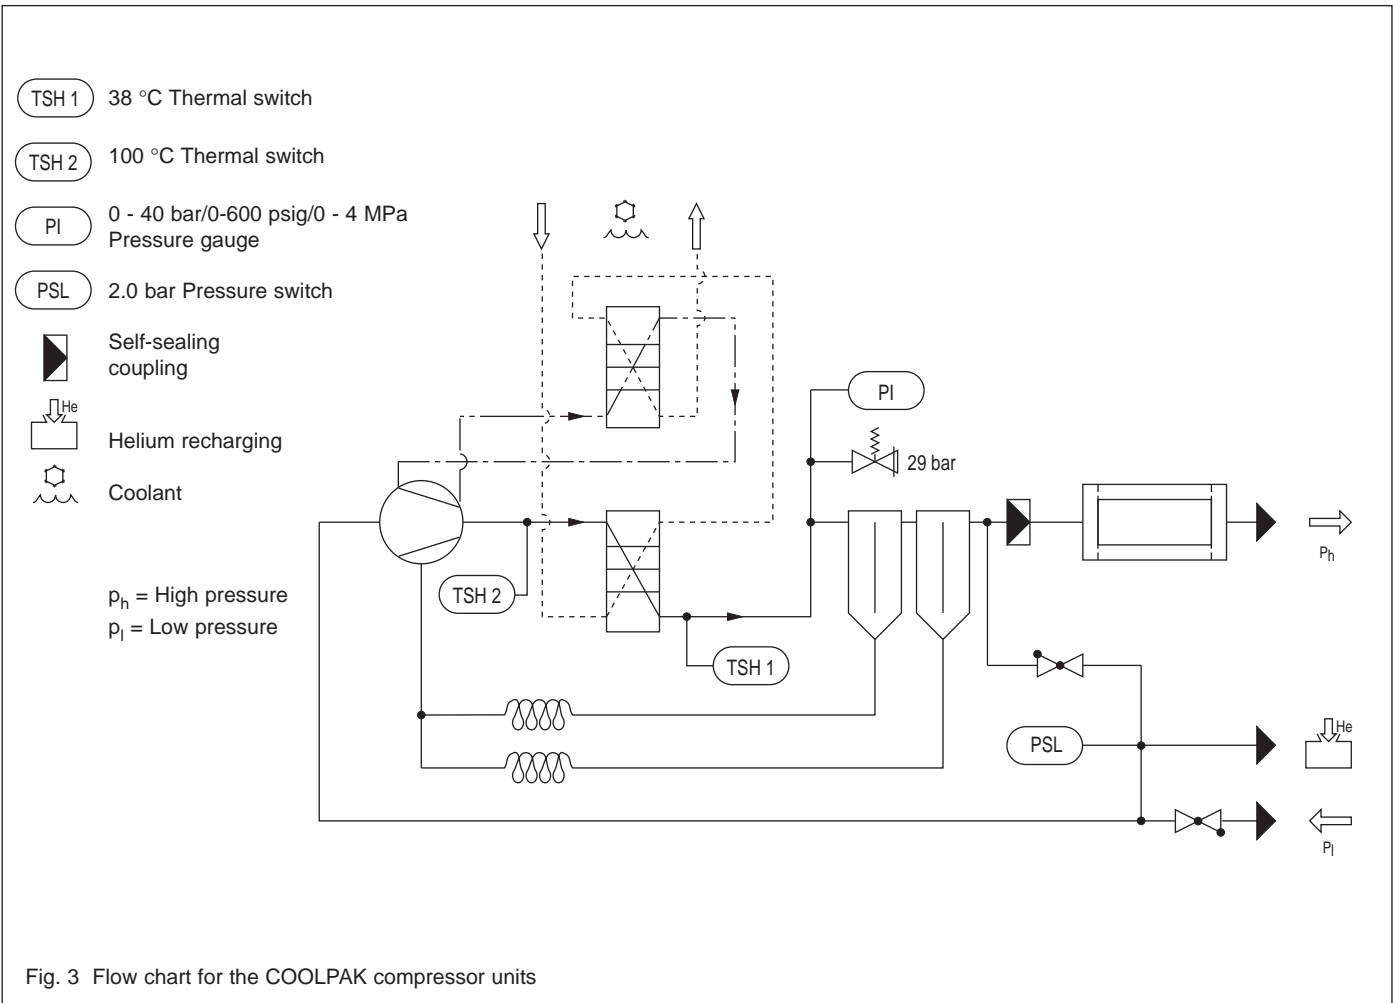 TSH 1 38 °C Thermal switch
TSH 2 100 °C Thermal switch
PI 0 - 40 bar/0-600 psig/0 - 4 MPa
Pressure gauge
PSL 2.0 bar Pressure switch
Self-sealing
coupling
He
Helium recharging
Coolant
PI
29 bar
TSH 2
TSH 1
Ph
ph = High pressure
pl = Low pressure
PSL
He
Pl
Fig. 3 Flow chart for the COOLPAK compressor units